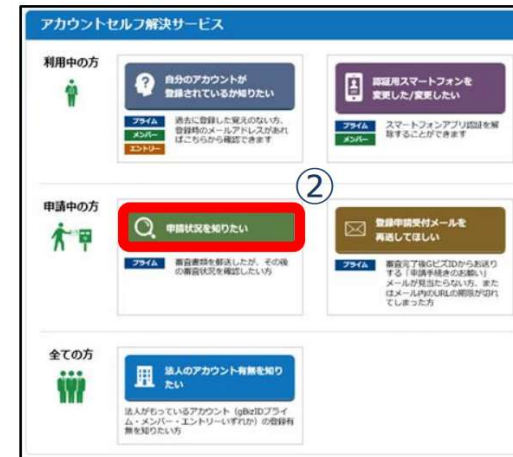 アカウントセルフ解決サービス
利用中の方
自分のアカウントが
登録されているか知りたい
プライム
メンバー
エントリー
過去に登録した覚えのない方、
登録時のメールアドレスがあれ
ばこちらから確認できます
認証用スマートフォンを
変更した/変更したい
プライム
メンバー
スマートフォンアプリ認証を解
除することができます
②
申請中の方
申請状況を知りたい
プライム
審査書類を郵送したが、その後
の審査状況を確認したい方
登録申請受付メールを
再送してほしい
プライム
審査完了後GビズIDからお送り
する「申請手続きのお願い」
メールが見当たらない方、また
はメール内のURLの期限が切れ
てしまった方
全ての方
法人のアカウント有無を知り
たい
法人がもっているアカウント（gBizIDプライ
ム・メンバー・エントリーいずれか）の登録有
無を知りたい方